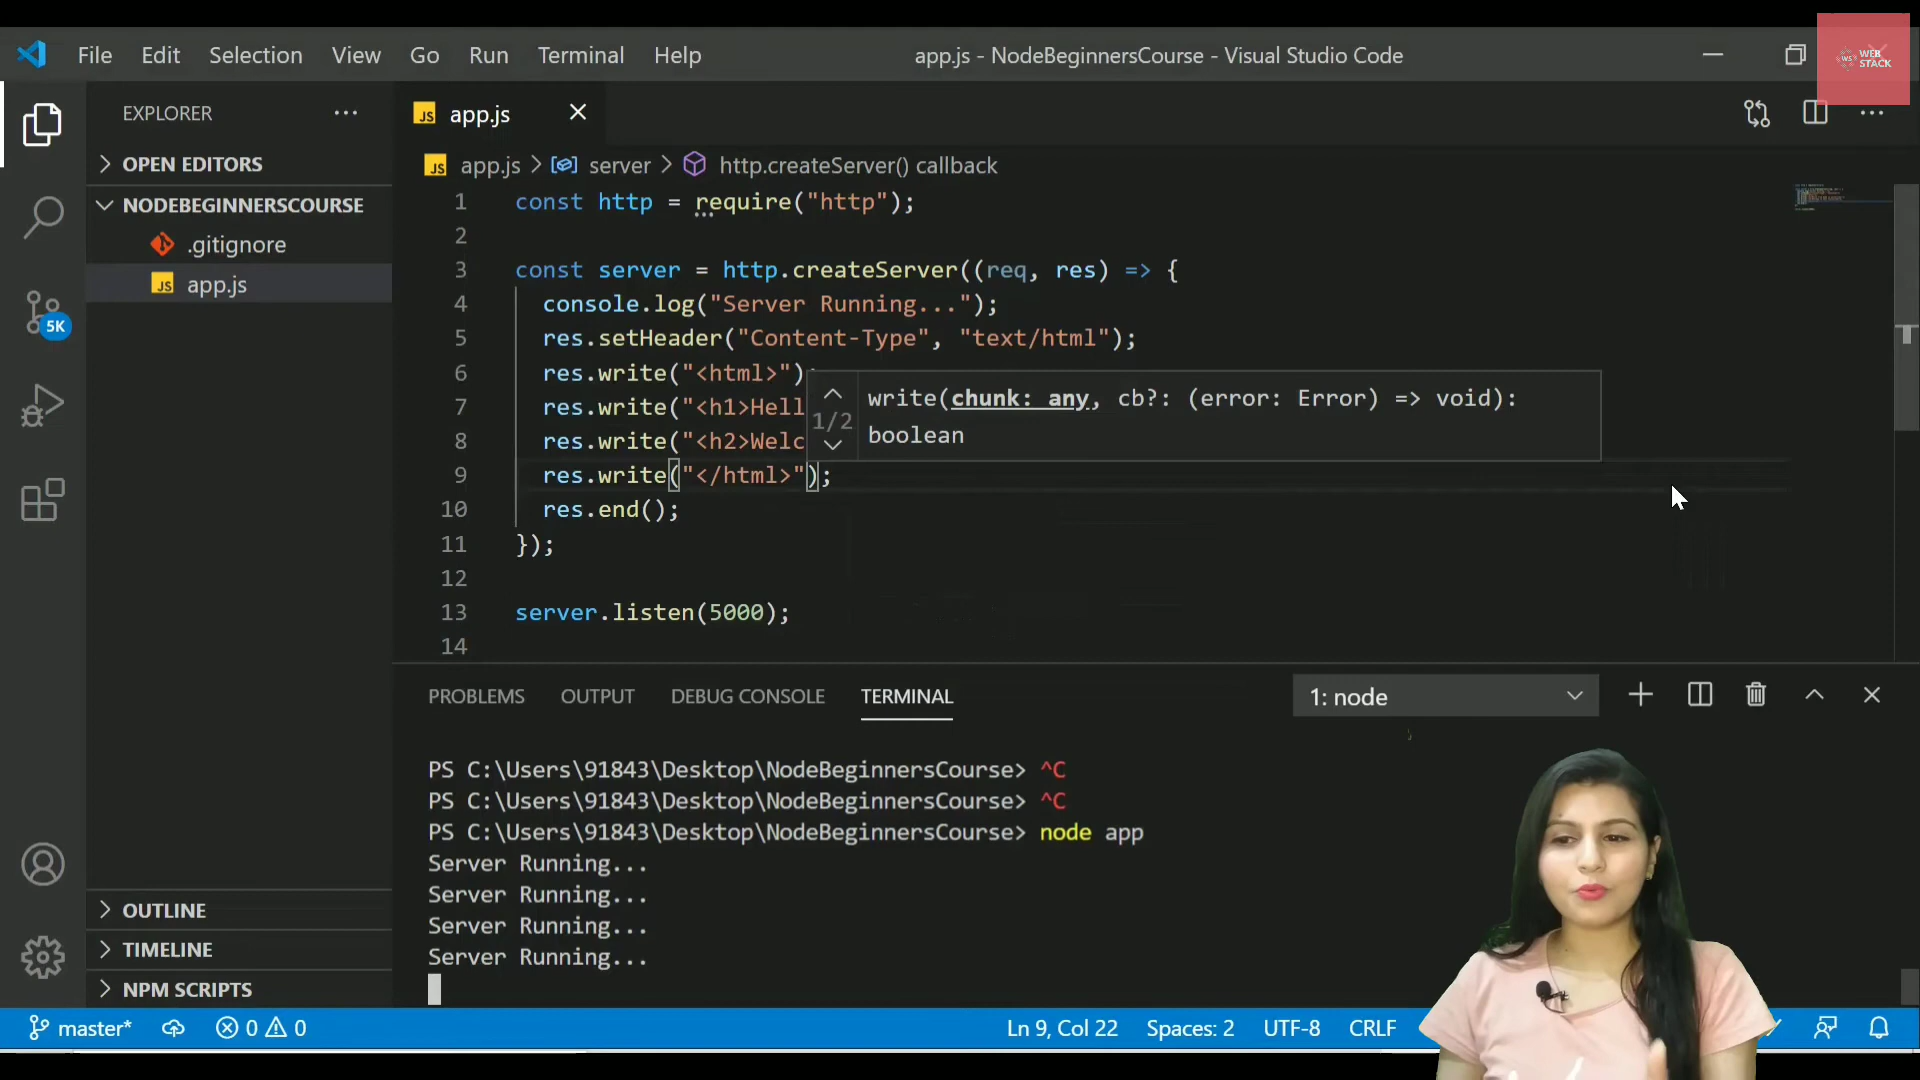 File Edit Selection View Go Run Terminal Help
app.js - NodeBeginnersCourse - Visual Studio Code
WS WEB STACK
EXPLORER
OPEN EDITORS
NODEBEGINNERSCOURSE
.gitignore
JS app.js
5K
OUTLINE
TIMELINE
NPM SCRIPTS
JS app.js
JS app.js > server > http.createServer() callback
1 const http = require("http");
2
3 const server = http.createServer((req, res) => {
4 console.log("Server Running...");
5 res.setHeader("Content-Type", "text/html");
6 res.write("<html>");
7 res.write("<h1>Hell
8 res.write("<h2>Welc
9 res.write("</html>");
10 res.end();
11 });
12
13 server.listen(5000);
14
1/2
write(chunk: any, cb?: (error: Error) => void):
boolean
PROBLEMS OUTPUT DEBUG CONSOLE TERMINAL
1: node
PS C:\Users\91843\Desktop\NodeBeginnersCourse> ^C
PS C:\Users\91843\Desktop\NodeBeginnersCourse> ^C
PS C:\Users\91843\Desktop\NodeBeginnersCourse> node app
Server Running...
Server Running...
Server Running...
Server Running...
master* 0 0 Ln 9, Col 22 Spaces: 2 UTF-8 CRLF